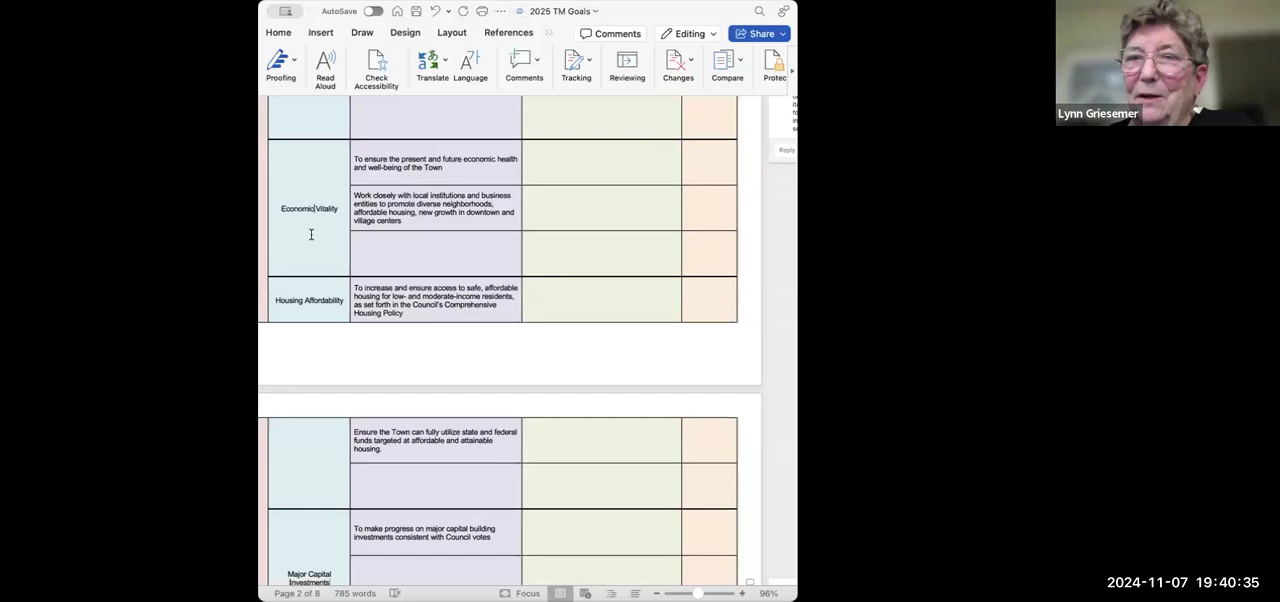 AutoSave
2025 TM Goals
Home Insert Draw Design Layout References
Comments Editing Share
Proofing Read Aloud Check Accessibility Translate Language Comments Tracking Reviewing Changes Compare Protec
Reply
To ensure the present and future economic health
and well-being of the Town
Economic Vitality
Work closely with local institutions and business
entities to promote diverse neighborhoods,
affordable housing, new growth in downtown and
village centers
Housing Affordability
To increase and ensure access to safe, affordable
housing for low- and moderate-income residents,
as set forth in the Council's Comprehensive
Housing Policy
Ensure the Town can fully utilize state and federal
funds targeted at affordable and attainable
housing.
To make progress on major capital building
investments consistent with Council votes
Major Capital
Investments
Page 2 of 8 785 words Focus 96%
Lynn Griesemer
2024-11-07 19:40:35